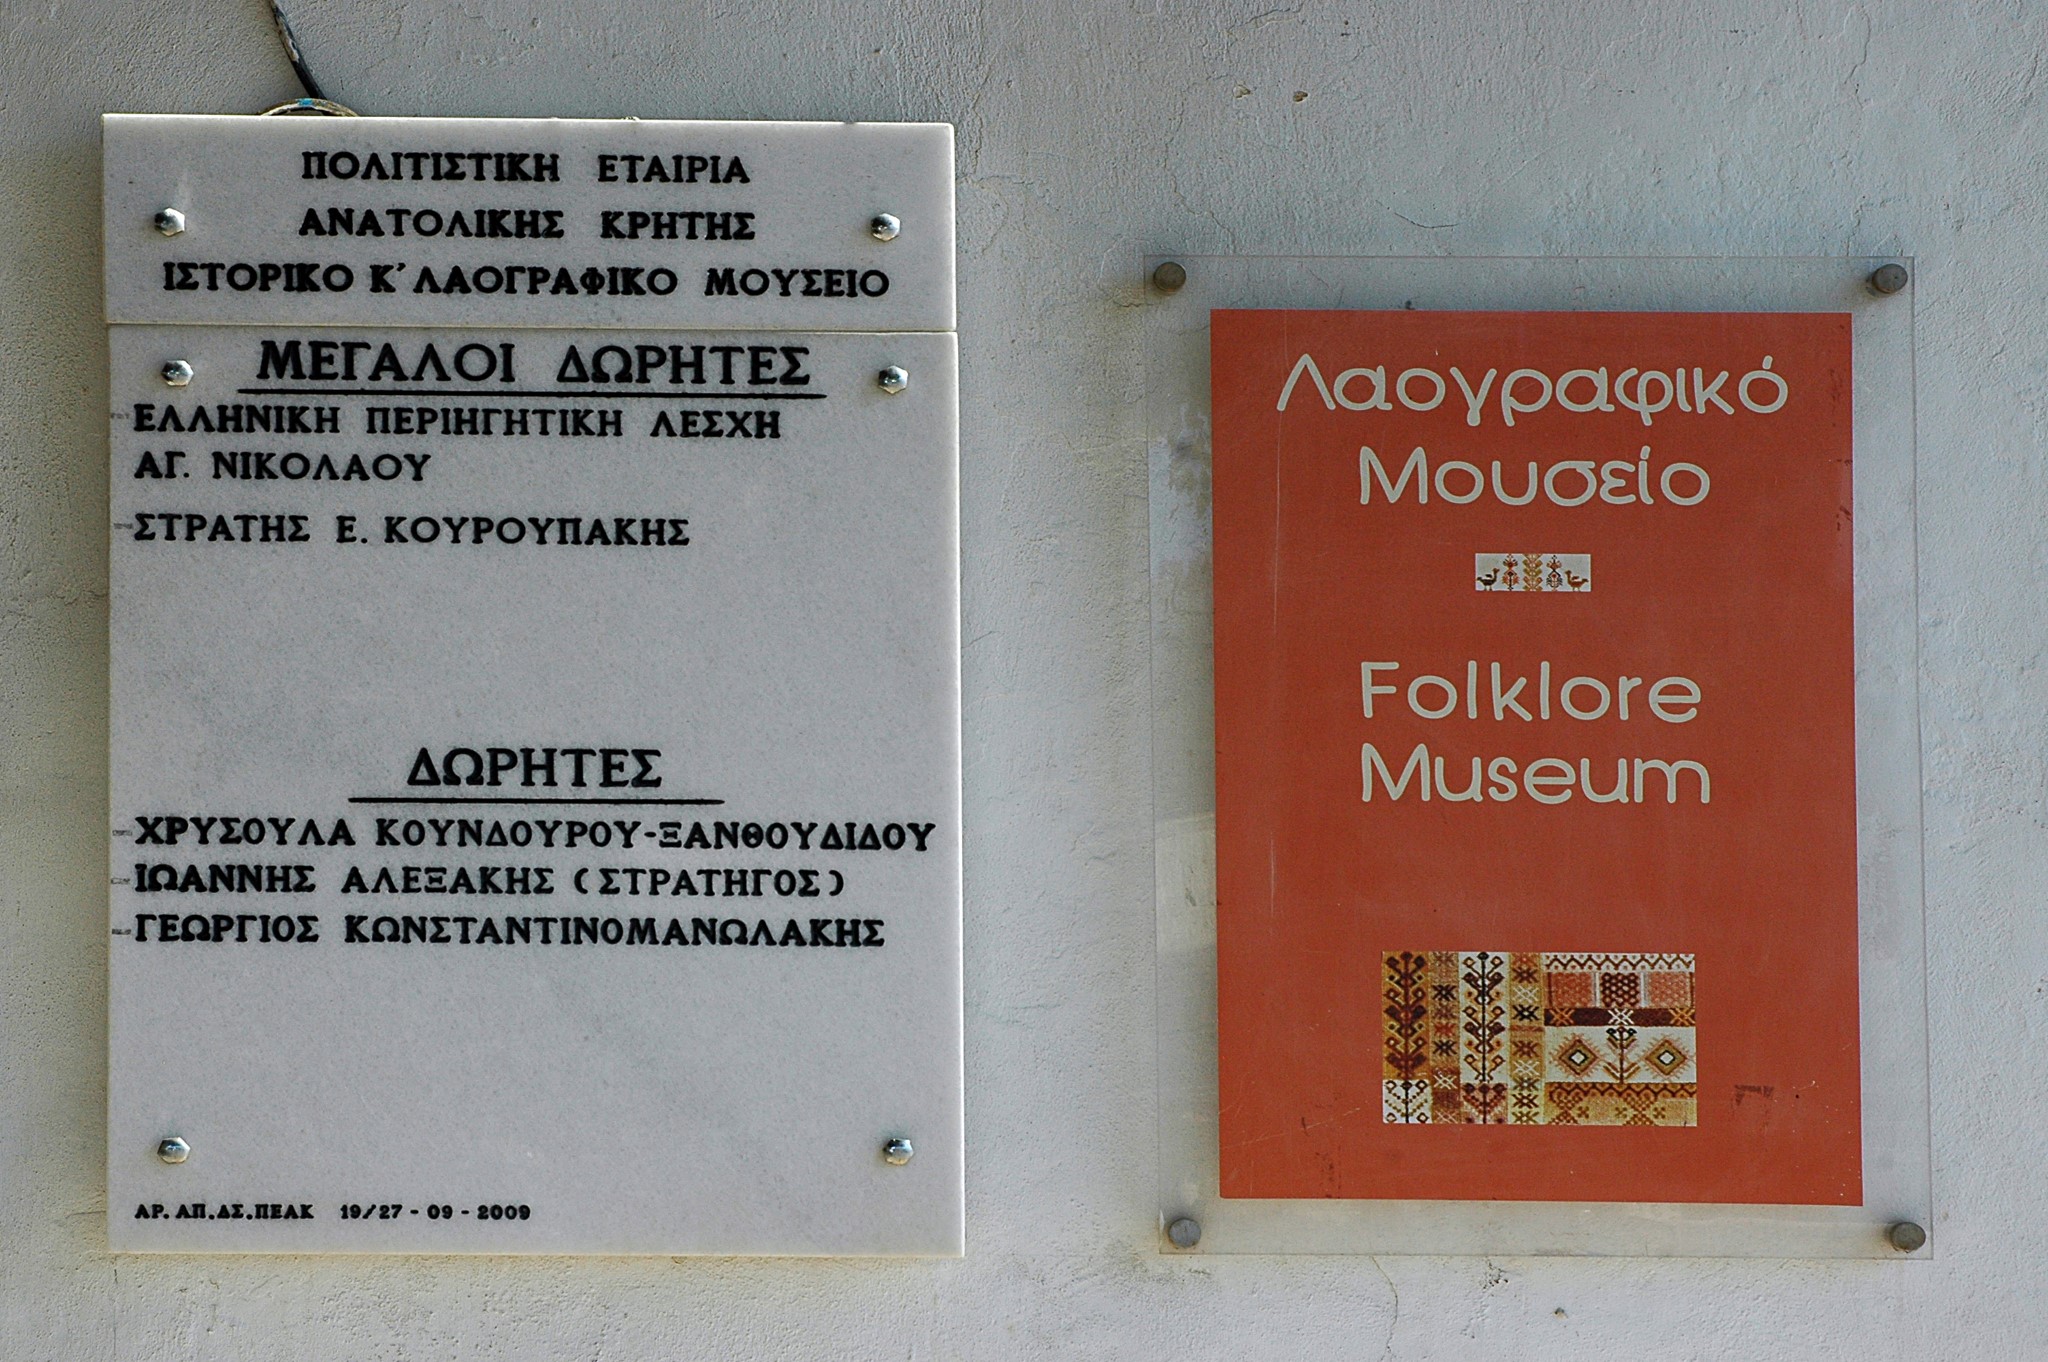 ΠΟΛΙΤΙΣΤΙΚΗ ΕΤΑΙΡΙΑ
ΑΝΑΤΟΛΙΚΗΣ ΚΡΗΤΗΣ
ΙΣΤΟΡΙΚΟ Κ' ΛΑΟΓΡΑΦΙΚΟ ΜΟΥΣΕΙΟ
ΜΕΓΑΛΟΙ ΔΩΡΗΤΕΣ
-ΕΛΛΗΝΙΚΗ ΠΕΡΙΗΓΗΤΙΚΗ ΛΕΣΧΗ
ΑΓ. ΝΙΚΟΛΑΟΥ
-ΣΤΡΑΤΗΣ Ε. ΚΟΥΡΟΥΠΑΚΗΣ
ΔΩΡΗΤΕΣ
-ΧΡΥΣΟΥΛΑ ΚΟΥΝΔΟΥΡΟΥ-ΞΑΝΘΟΥΔΙΔΟΥ
-ΙΩΑΝΝΗΣ ΑΛΕΞΑΚΗΣ (ΣΤΡΑΤΗΓΟΣ)
-ΓΕΩΡΓΙΟΣ ΚΩΝΣΤΑΝΤΙΝΟΜΑΝΩΛΑΚΗΣ
ΑΡ. ΑΠ. ΔΣ. ΠΕΑΚ 19/27 - 09 - 2009
Λαογραφικό
Μουσείο
Folklore
Museum